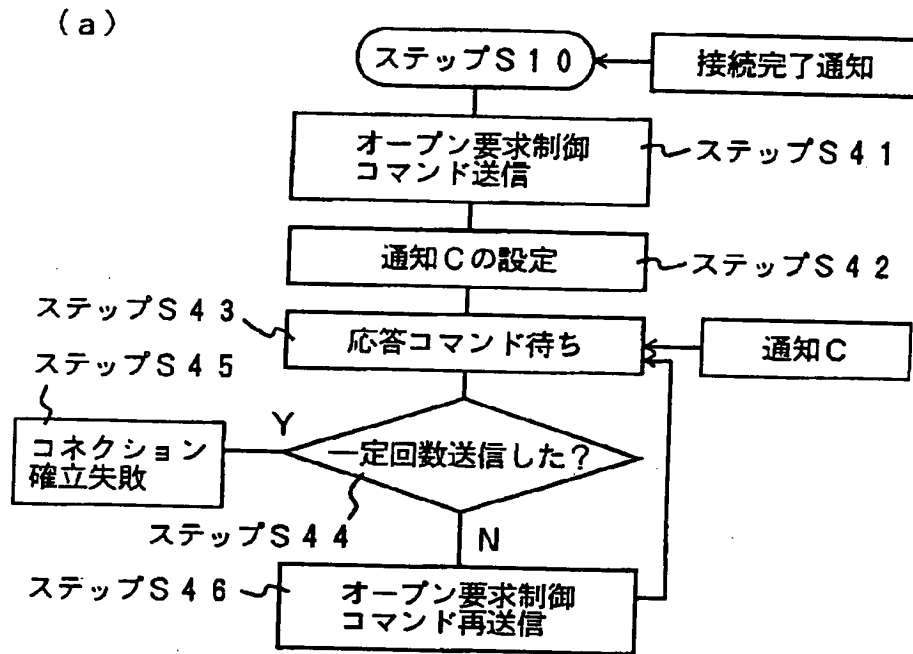 (a)
ステップS10
接続完了通知
オープン要求制御
コマンド送信
ステップS41
通知Cの設定
ステップS42
ステップS43
応答コマンド待ち
通知C
ステップS45
Y
コネクション
確立失敗
一定回数送信した?
ステップS44
N
ステップS46
オープン要求制御
コマンド再送信